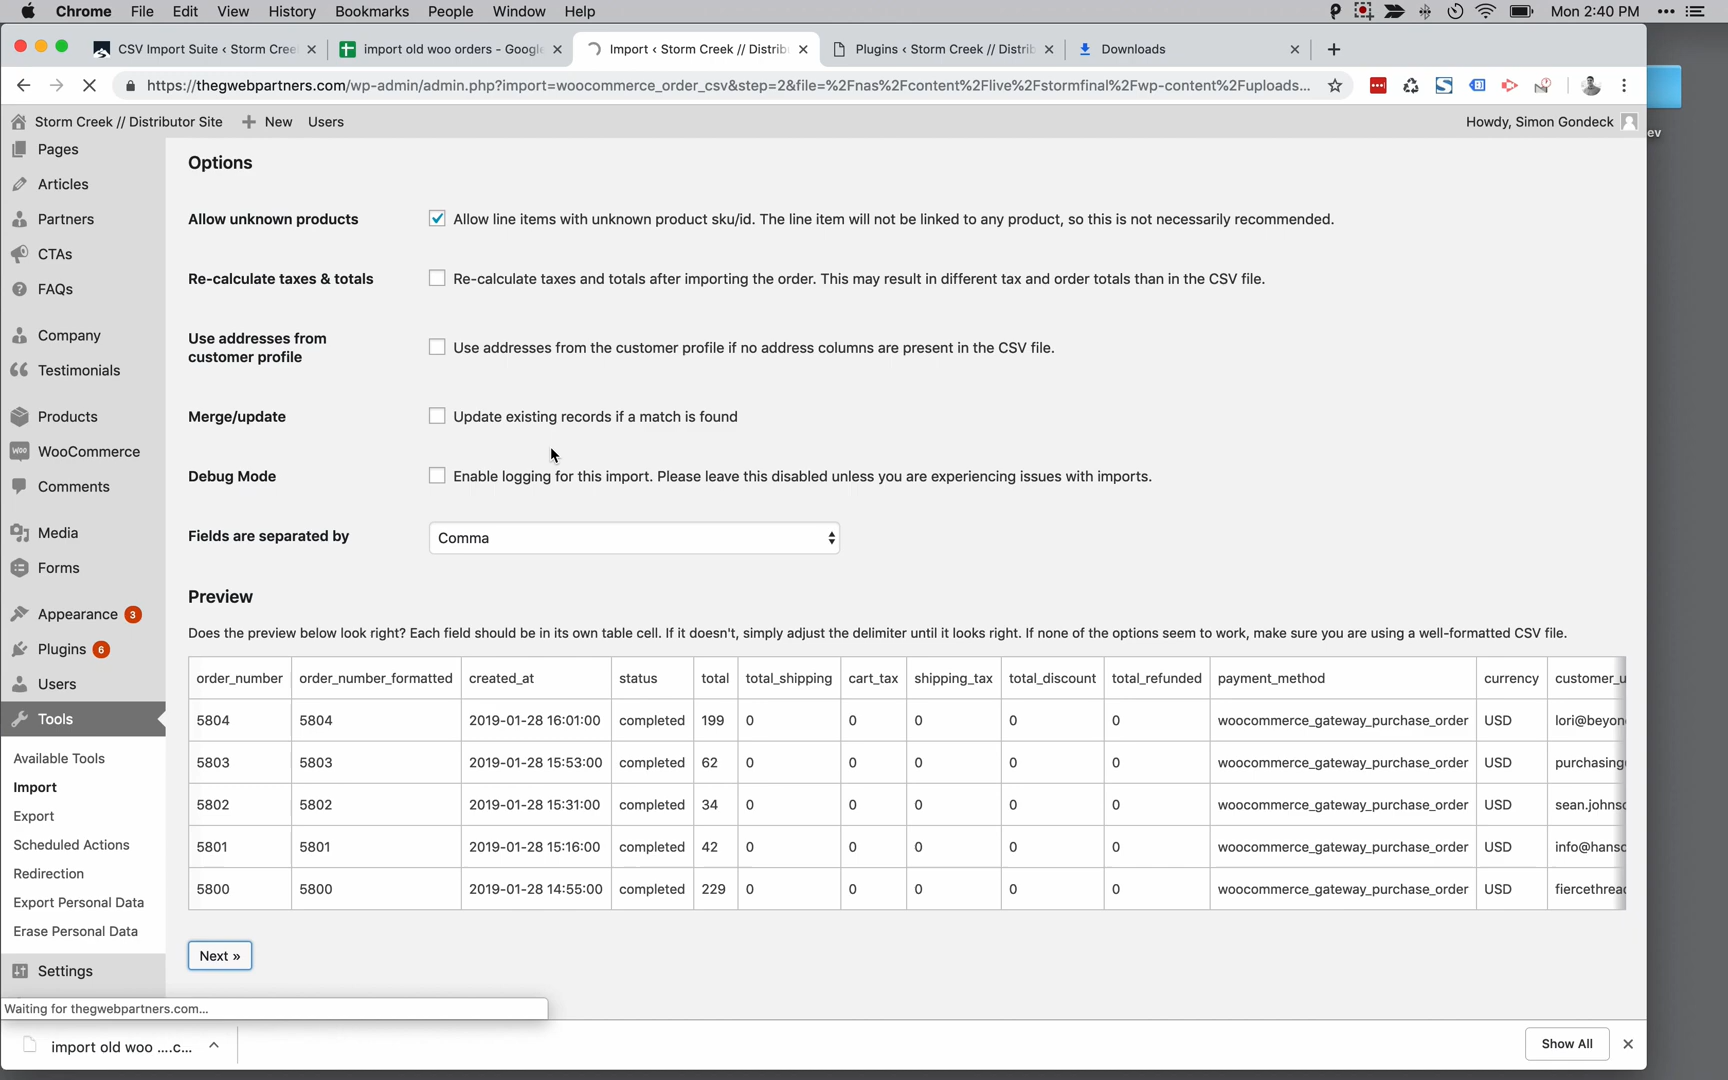 Chrome File Edit View History Bookmarks People Window Help Mon 2:40 PM
CSV Import Suite ‹ Storm Cree import old woo orders - Google Import ‹ Storm Creek // Distrib Plugins ‹ Storm Creek // Distrib Downloads
https://thegwebpartners.com/wp-admin/admin.php?import=woocommerce_order_csv&step=2&file=%2Fnas%2Fcontent%2Flive%2Fstormfinal%2Fwp-content%2Fuploads...
Storm Creek // Distributor Site New Users Howdy, Simon Gondeck
ev
Pages
Articles
Partners
CTAs
FAQs
Company
Testimonials
Products
Woo WooCommerce
Comments
Media
Forms
Appearance 3
Plugins 6
Users
Tools
Available Tools
Import
Export
Scheduled Actions
Redirection
Export Personal Data
Erase Personal Data
Settings
Options
Allow unknown products Allow line items with unknown product sku/id. The line item will not be linked to any product, so this is not necessarily recommended.
Re-calculate taxes & totals Re-calculate taxes and totals after importing the order. This may result in different tax and order totals than in the CSV file.
Use addresses from
customer profile
Use addresses from the customer profile if no address columns are present in the CSV file.
Merge/update Update existing records if a match is found
Debug Mode Enable logging for this import. Please leave this disabled unless you are experiencing issues with imports.
Fields are separated by Comma
Preview
Does the preview below look right? Each field should be in its own table cell. If it doesn't, simply adjust the delimiter until it looks right. If none of the options seem to work, make sure you are using a well-formatted CSV file.
order_number order_number_formatted created_at status total total_shipping cart_tax shipping_tax total_discount total_refunded payment_method currency customer_u
5804 5804 2019-01-28 16:01:00 completed 199 0 0 0 0 0 woocommerce_gateway_purchase_order USD lori@beyon
5803 5803 2019-01-28 15:53:00 completed 62 0 0 0 0 0 woocommerce_gateway_purchase_order USD purchasing
5802 5802 2019-01-28 15:31:00 completed 34 0 0 0 0 0 woocommerce_gateway_purchase_order USD sean.johns
5801 5801 2019-01-28 15:16:00 completed 42 0 0 0 0 0 woocommerce_gateway_purchase_order USD info@hans
5800 5800 2019-01-28 14:55:00 completed 229 0 0 0 0 0 woocommerce_gateway_purchase_order USD fiercethrea
Next »
Waiting for thegwebpartners.com...
import old woo ....c... Show All